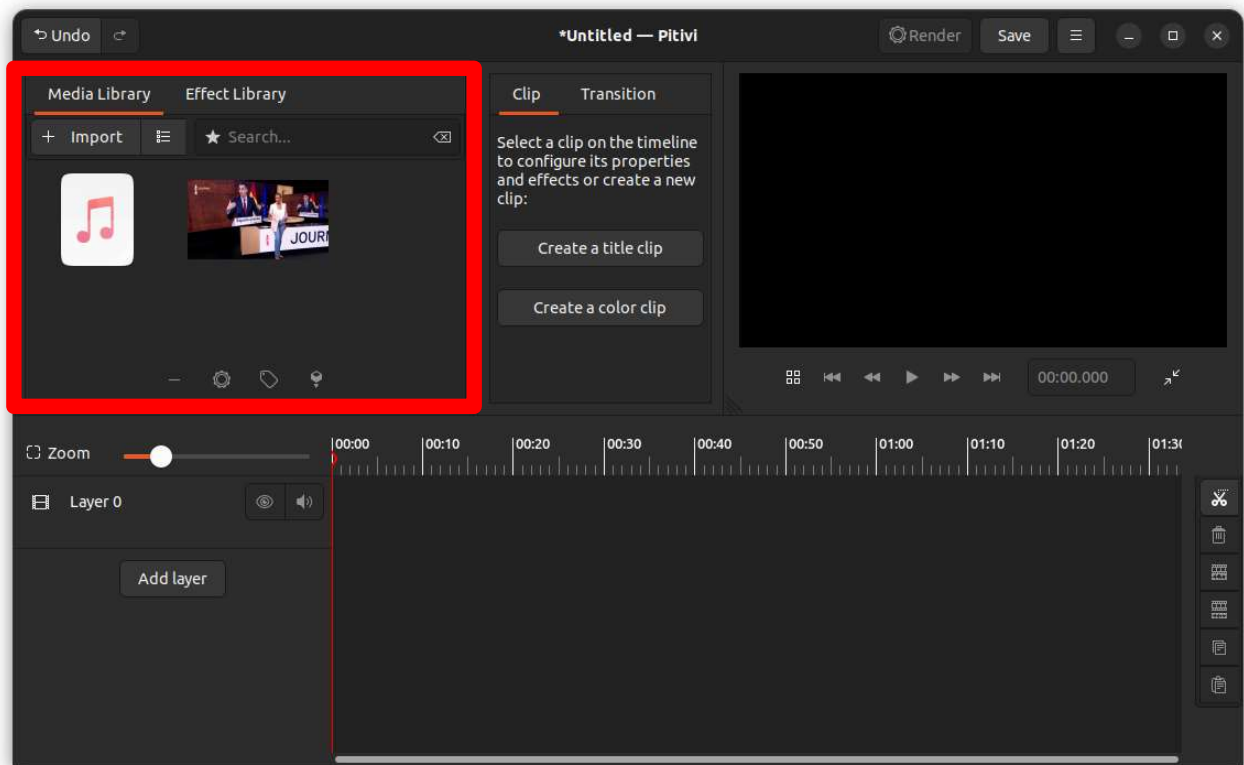 Undo
*Untitled — Pitivi
Render
Save
Media Library
Effect Library
Import
Search...
JOURN
Clip
Transition
Select a clip on the timeline
to configure its properties
and effects or create a new
clip:
Create a title clip
Create a color clip
00:00.000
Zoom
00:00
00:10
00:20
00:30
00:40
00:50
01:00
01:10
01:20
01:30
Layer 0
Add layer